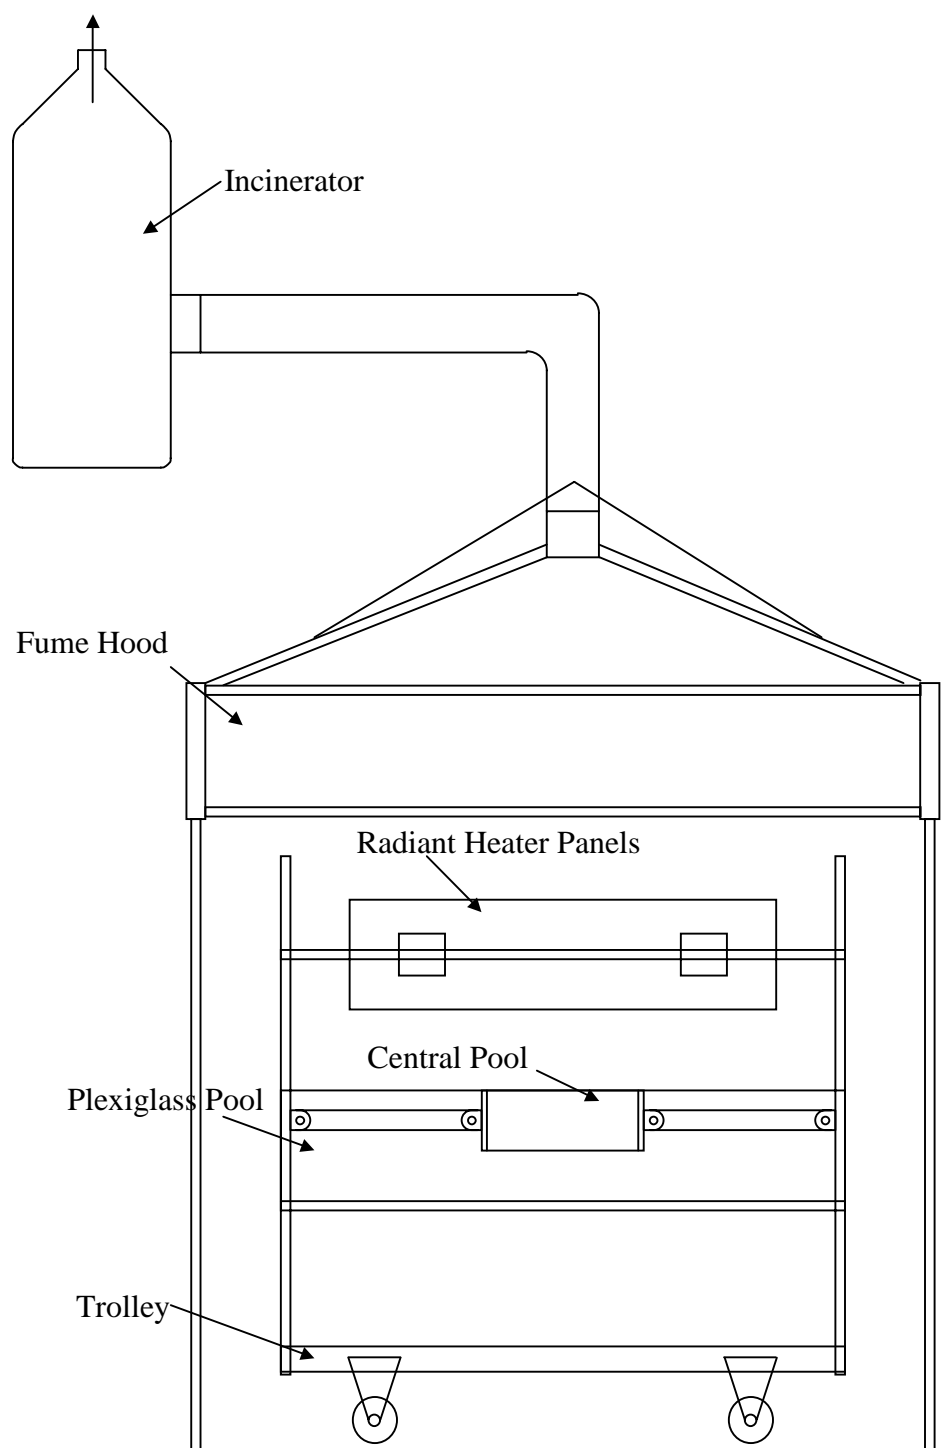 Incinerator
Fume Hood
Radiant Heater Panels
Central Pool
Plexiglass Pool
Trolley